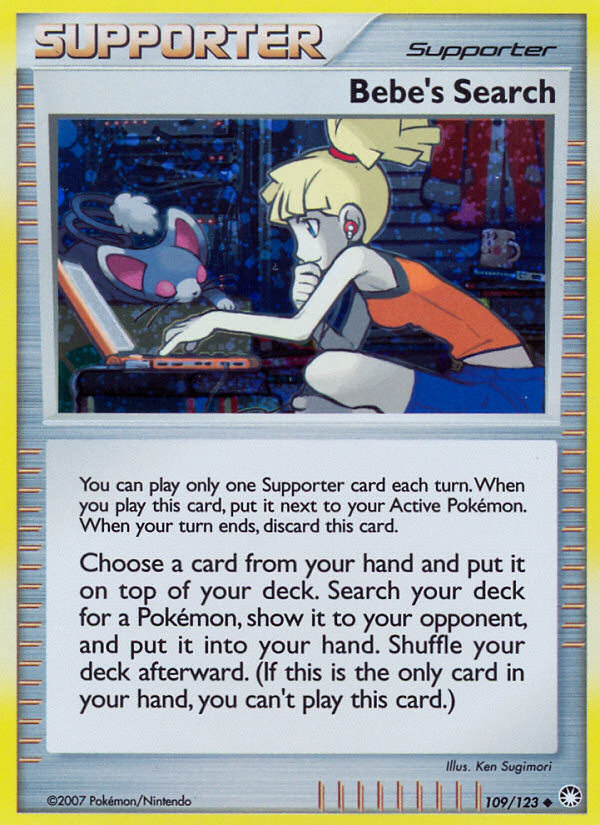 SUPPORTER
Supporter
Bebe's Search
You can play only one Supporter card each turn. When
you play this card, put it next to your Active Pokémon.
When your turn ends, discard this card.
Choose a card from your hand and put it
on top of your deck. Search your deck
for a Pokémon, show it to your opponent,
and put it into your hand. Shuffle your
deck afterward. (If this is the only card in
your hand, you can't play this card.)
Illus. Ken Sugimori
©2007 Pokémon/Nintendo
109/123